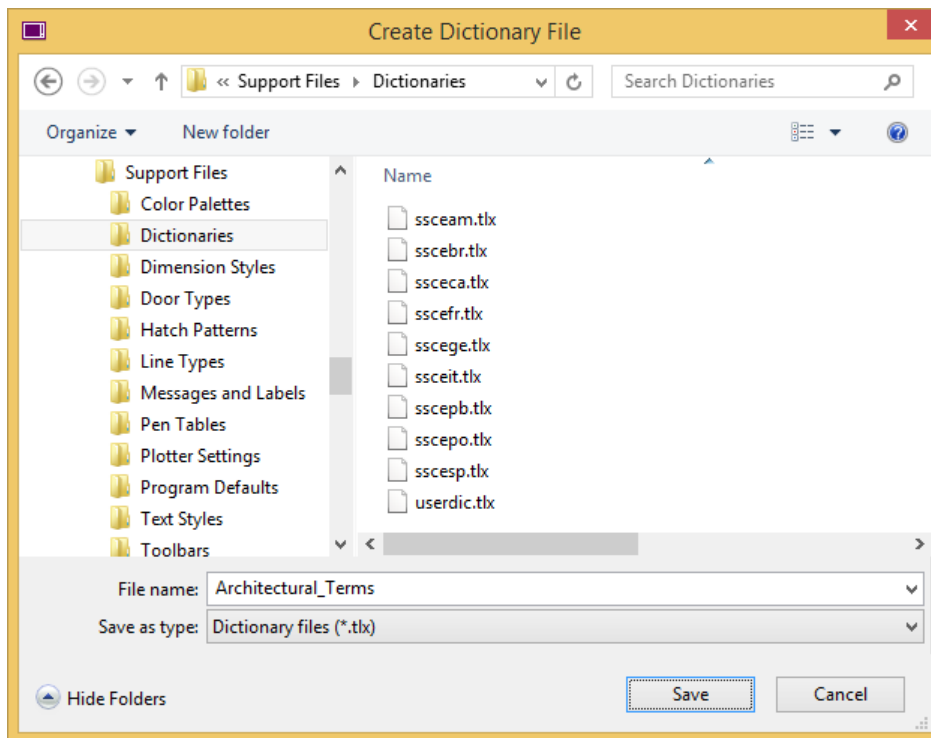 Create Dictionary File
« Support Files Dictionaries
Search Dictionaries
Organize
New folder
Support Files
Color Palettes
Dictionaries
Dimension Styles
Door Types
Hatch Patterns
Line Types
Messages and Labels
Pen Tables
Plotter Settings
Program Defaults
Text Styles
Toolbars
Name
ssceam.tlx
sscebr.tlx
ssceca.tlx
sscefr.tlx
sscege.tlx
ssceit.tlx
sscepb.tlx
sscepo.tlx
sscesp.tlx
userdic.tlx
File name: Architectural_Terms
Save as type: Dictionary files (*.tlx)
Hide Folders
Save
Cancel